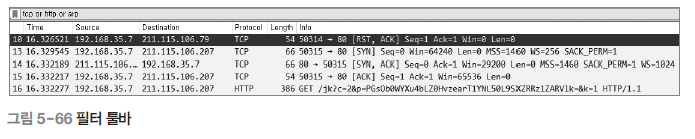 tcp or http or arp
Time Source Destination Protocol Length Info
10 16.326521 192.168.35.7 211.115.106.79 TCP 54 50314 → 80 [RST, ACK] Seq=1 Ack=1 Win=0 Len=0
13 16.329545 192.168.35.7 211.115.106.207 TCP 66 50315 → 80 [SYN] Seq=0 Win=64240 Len=0 MSS=1460 WS=256 SACK_PERM=1
14 16.332189 211.115.106.… 192.168.35.7 TCP 66 80 → 50315 [SYN, ACK] Seq=0 Ack=1 Win=29200 Len=0 MSS=1460 SACK_PERM=1 WS=1024
15 16.332217 192.168.35.7 211.115.106.207 TCP 54 50315 → 80 [ACK] Seq=1 Ack=1 Win=65536 Len=0
16 16.332277 192.168.35.7 211.115.106.207 HTTP 386 GET HTTP/1.1
그림 5-66 필터 툴바